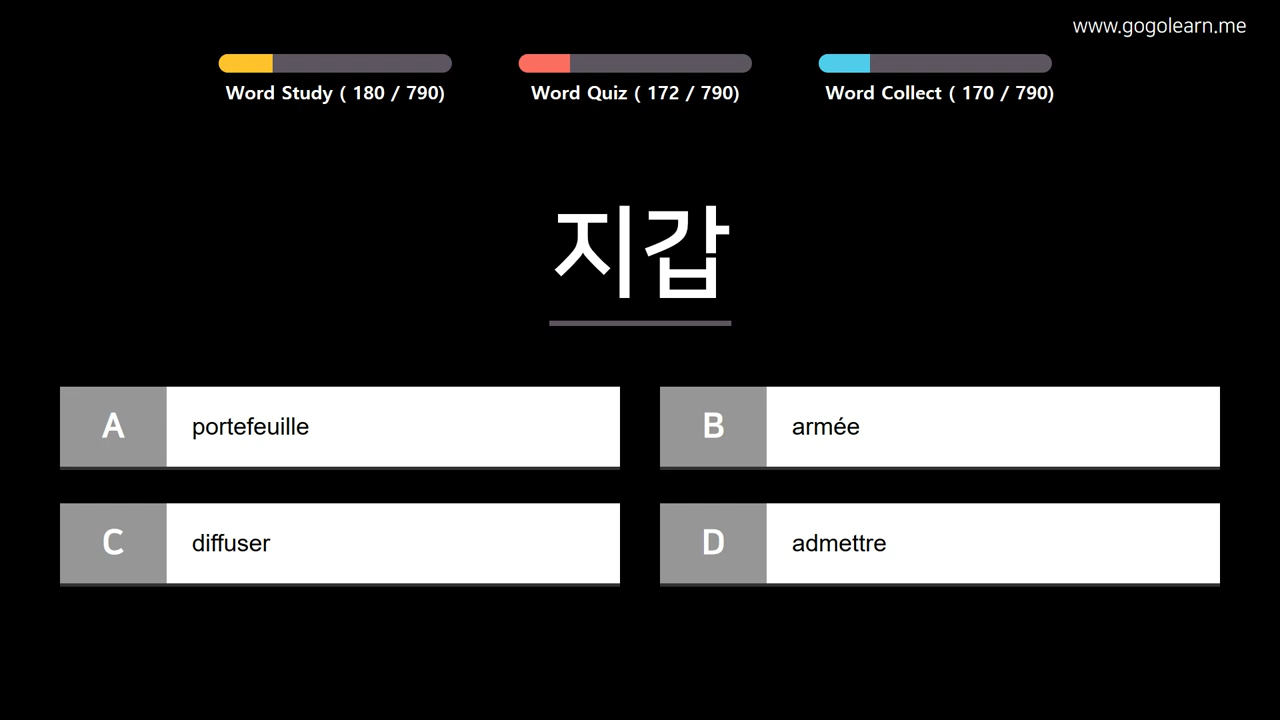 www.gogolearn.me
Word Study ( 180 / 790)
Word Quiz ( 172 / 790)
Word Collect ( 170 / 790)
지갑
A portefeuille
B armée
C diffuser
D admettre